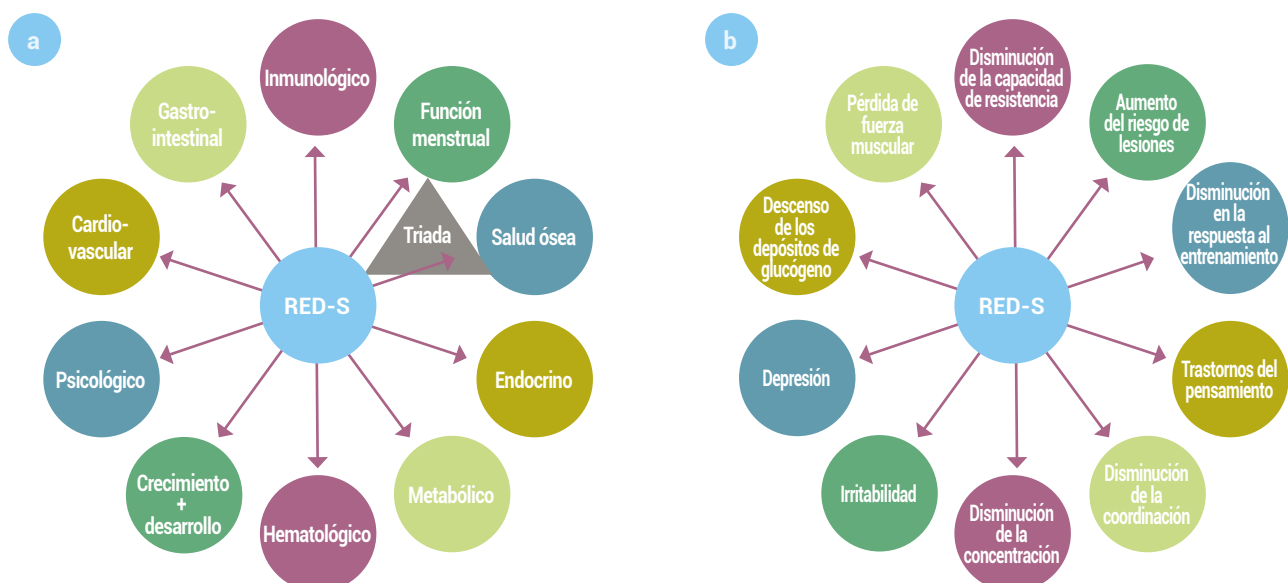 a
Inmunológico
Función
menstrual
Salud ósea
Endocrino
Metabólico
Hematológico
Crecimiento
+
desarrollo
Psicológico
Cardio-
vascular
Gastro-
intestinal
Triada
RED-S
b
Disminución
de la capacidad
de resistencia
Aumento
del riesgo de
lesiones
Disminución
en la
respuesta al
entrenamiento
Trastornos del
pensamiento
Disminución
de la
coordinación
Disminución
de la
concentración
Irritabilidad
Depresión
Descenso
de los
depósitos de
glucógeno
Pérdida de
fuerza
muscular
RED-S